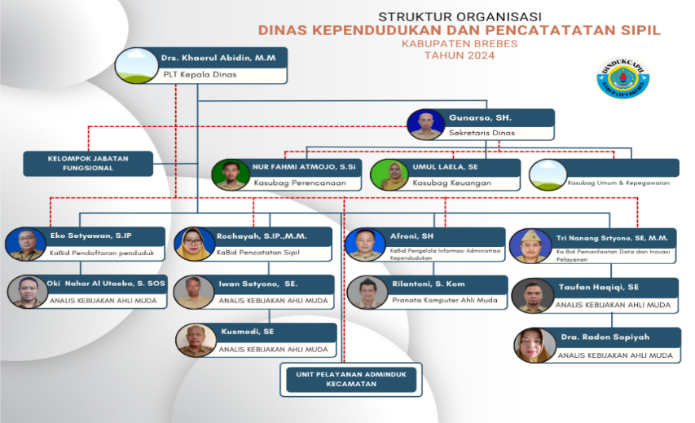 STRUKTUR ORGANISASI
DINAS KEPENDUDUKAN DAN PENCATATATAN SIPIL
KABUPATEN BREBES
TAHUN 2024
DINDUKCAPIL
KABUPATEN BREBES
Drs. Khaerul Abidin, M.M
PLT Kepala Dinas
Gunarso, SH.
Sekretaris Dinas
KELOMPOK JABATAN
FUNGSIONAL
NUR FAHMI ATMOJO, S.Si
Kasubag Perencanaan
UMUL LAELA, SE
Kasubag Keuangan
Kasubag Umum & Kepegawaian
Eko Setyawan, S.IP
KaBid Pendaftaran penduduk
Rochayah, S.IP.,M.M.
KaBid Pencatatan Sipil
Afroni, SH
KaBid Pengelola Informasi Administrasi
Kependudukan
Tri Nanang Srtyono, SE, M.M.
Ka.Bid Pemanfaatan Data dan Inovasi
Pelayanan
Oki Nahar Al Utaeba, S. SOS
ANALIS KEBIJAKAN AHLI MUDA
Iwan Setyono, SE.
ANALIS KEBIJAKAN AHLI MUDA
Rilantoni, S. Kom
Pranata Komputer Ahli Muda
Taufan Haqiqi, SE
ANALIS KEBIJAKAN AHLI MUDA
Kusmedi, SE
ANALIS KEBIJAKAN AHLI MUDA
Dra. Raden Sopiyah
ANALIS KEBIJAKAN AHLI MUDA
UNIT PELAYANAN ADMINDUK
KECAMATAN